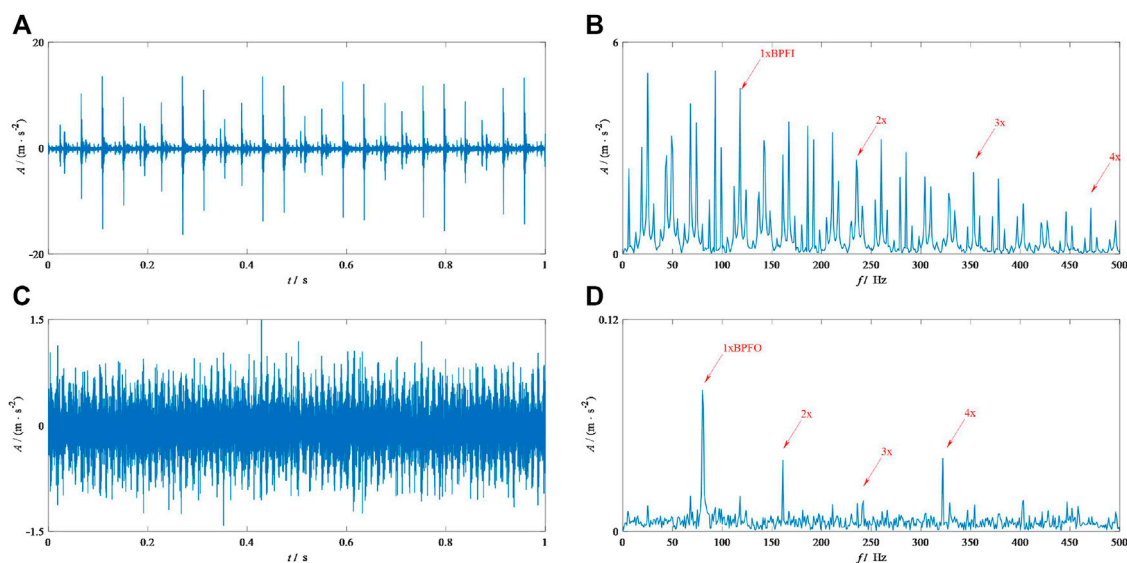 A
20
0
-20
A / (m · s⁻²)
0 0.2 0.4 0.6 0.8 1
t / s
B
6
0
A / (m · s⁻²)
1xBPFI
2x
3x
4x
0 50 100 150 200 250 300 350 400 450 500
f / Hz
C
1.5
0
-1.5
A / (m · s⁻²)
0 0.2 0.4 0.6 0.8 1
t / s
D
0.12
0
A / (m · s⁻²)
1xBPFO
2x
3x
4x
0 50 100 150 200 250 300 350 400 450 500
f / Hz